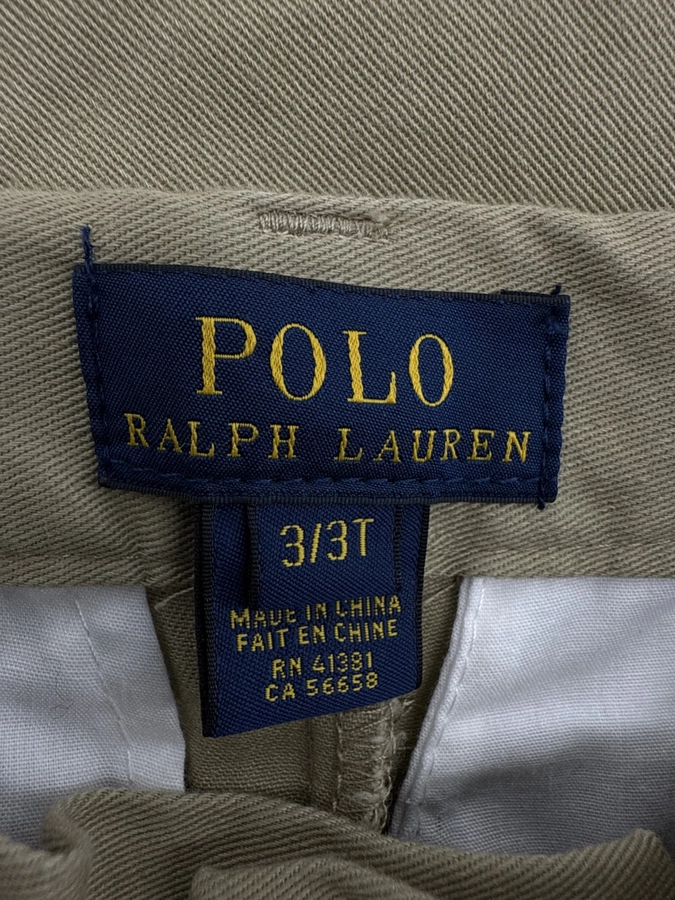 POLO
RALPH LAUREN
3/3T
MADE IN CHINA
FAIT EN CHINE
RN 41381
CA 56658